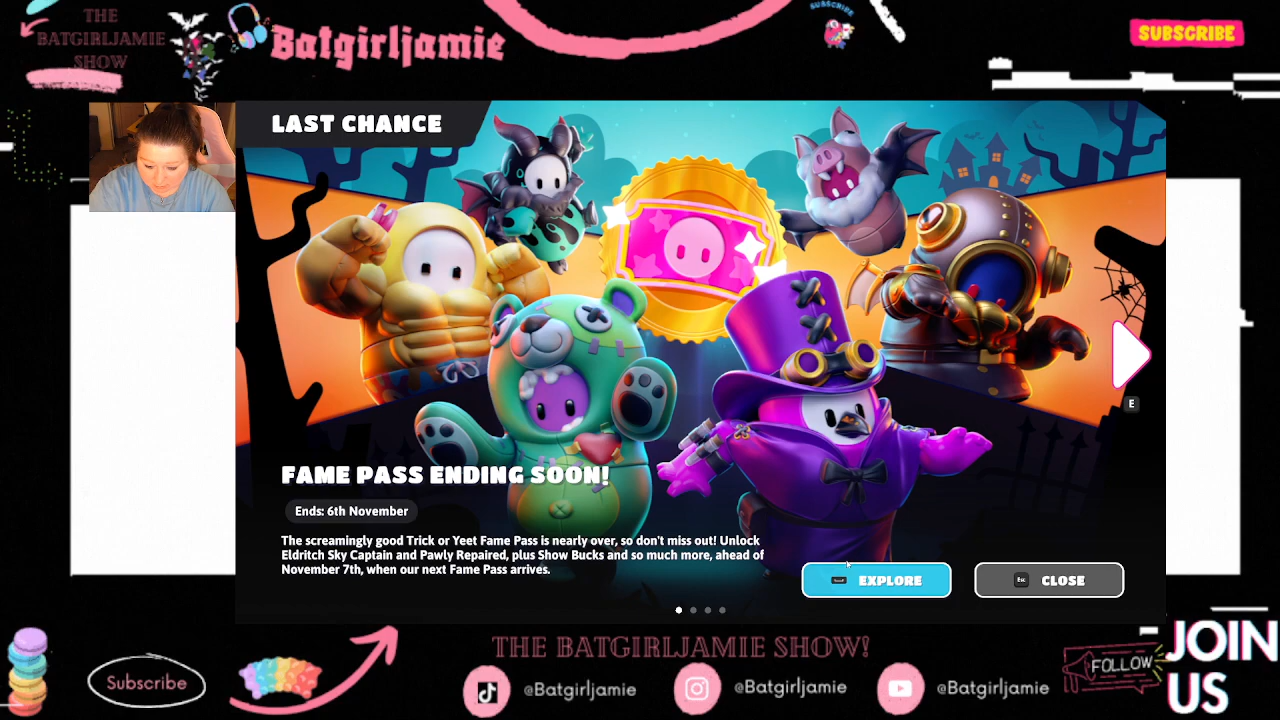 THE
BATGIRLJAMIE
SHOW
Batgirljamie
SUBSCRIBE
SUBSCRIBE
LAST CHANCE
E
FAME PASS ENDING SOON!
Ends: 6th November
The screamingly good Trick or Yeet Fame Pass is nearly over, so don't miss out! Unlock
Eldritch Sky Captain and Pawly Repaired, plus Show Bucks and so much more, ahead of
November 7th, when our next Fame Pass arrives.
EXPLORE
Esc CLOSE
THE BATGIRLJAMIE SHOW!
Subscribe
@Batgirljamie
@Batgirljamie
@Batgirljamie
FOLLOW
JOIN
US